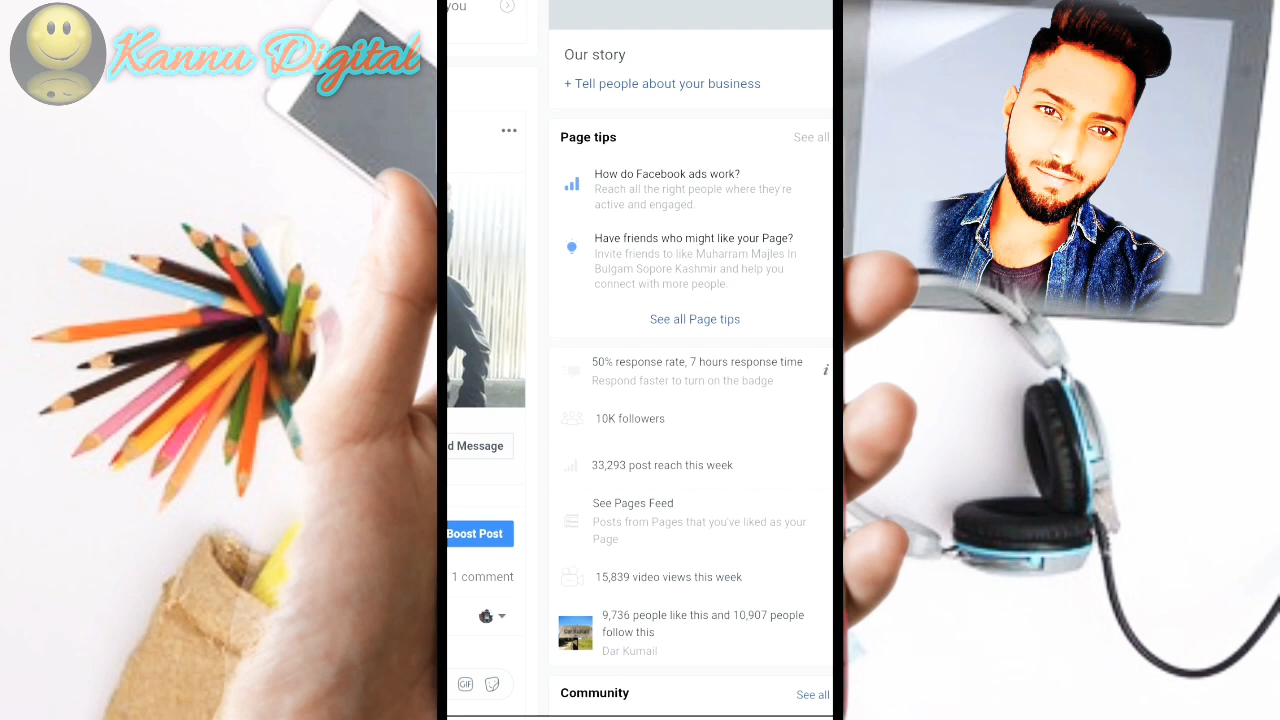 Kannu Digital
you
Our story
+ Tell people about your business
Page tips
See all
How do Facebook ads work?
Reach all the right people where they're
active and engaged.
Have friends who might like your Page?
Invite friends to like Muharram Majles In
Bulgam Sopore Kashmir and help you
connect with more people.
See all Page tips
50% response rate, 7 hours response time
Respond faster to turn on the badge
10K followers
d Message
33,293 post reach this week
See Pages Feed
Posts from Pages that you've liked as your
Page
Boost Post
1 comment
15,839 video views this week
9,736 people like this and 10,907 people
follow this
Dar Kumail
GIF
Community
See all